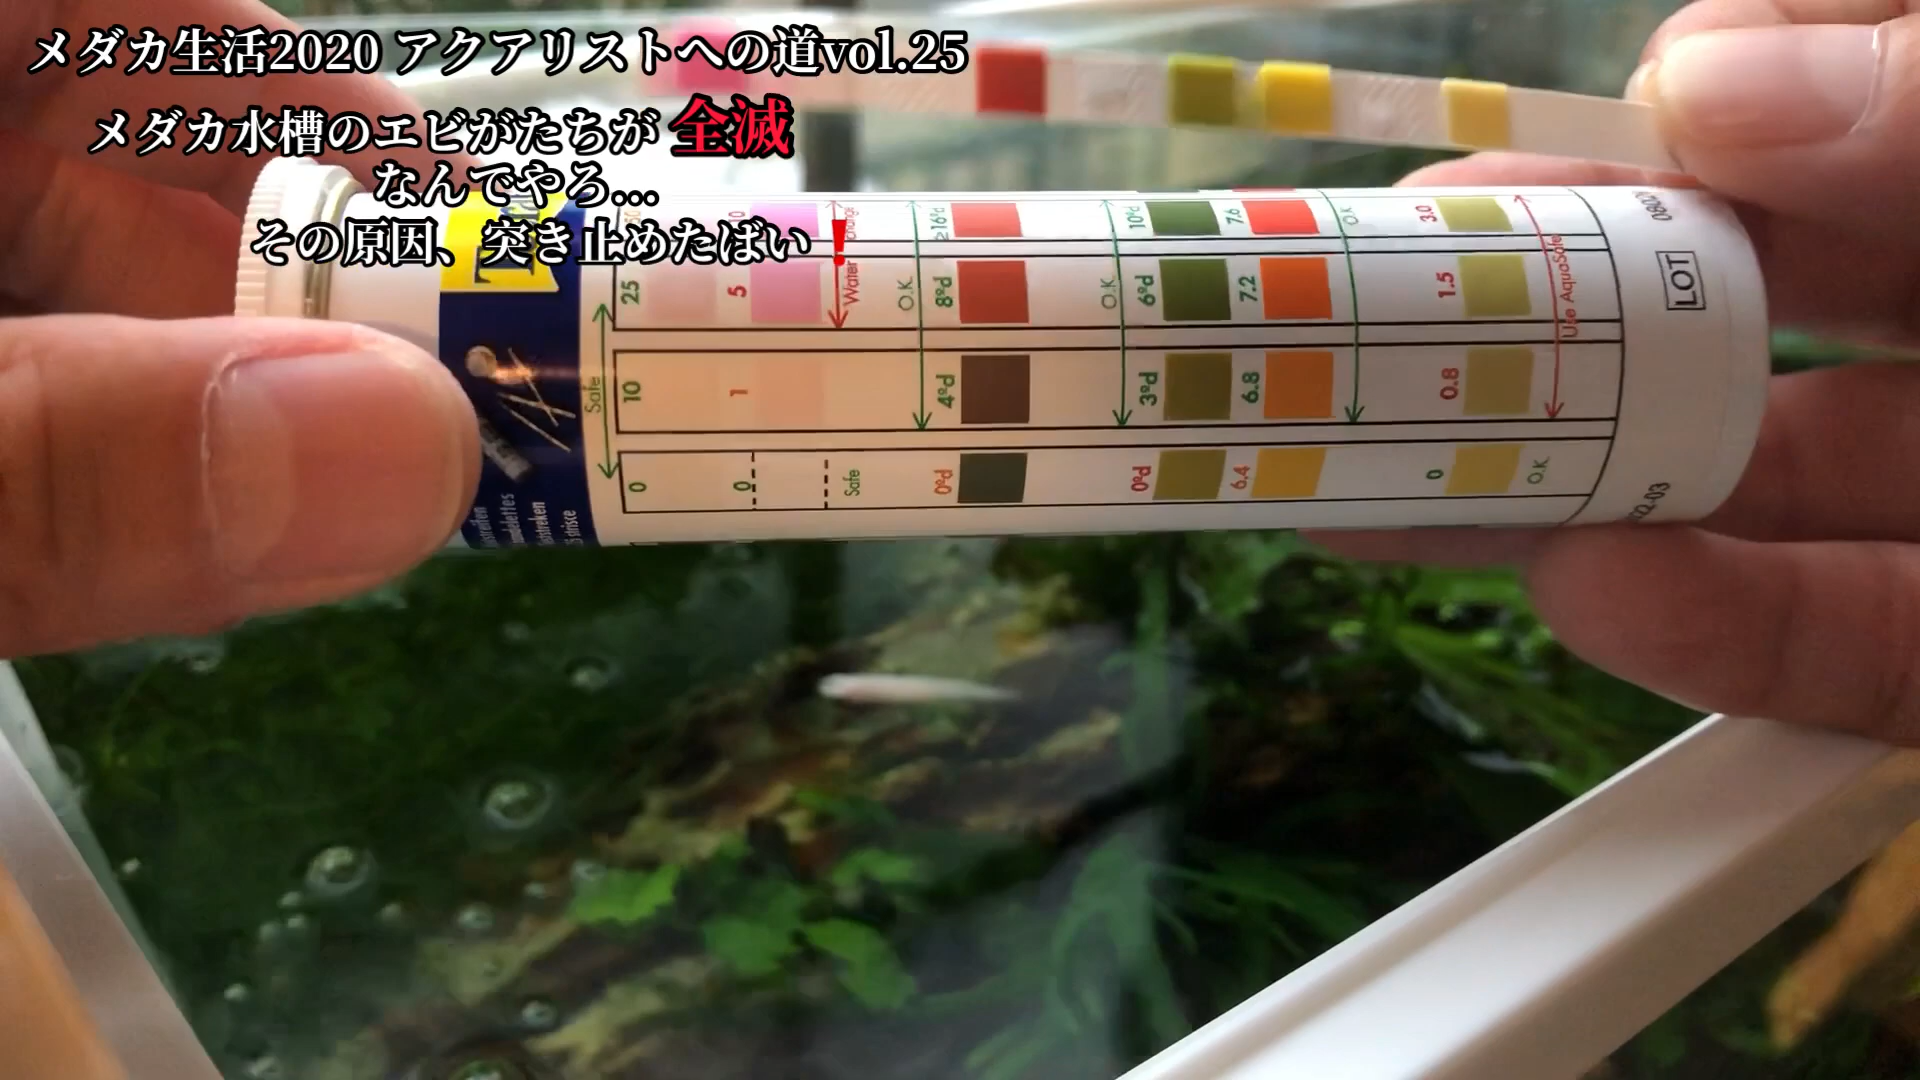 メダカ生活2020 アクアリストへの道vol.25
メダカ水槽のエビがたちが 全滅
なんでやろ…
その原因、突き止めたばい!
10
≥16°d
10°d
7.6
O.K.
3.0
25
5
Water
O.K.
8°d
O.K.
6°d
7.2
1.5
Use AquaSafe
LOT
Safe
10
1
4°d
3°d
6.8
0.8
0
0
Safe
0°d
0°d
6.4
0
O.K.